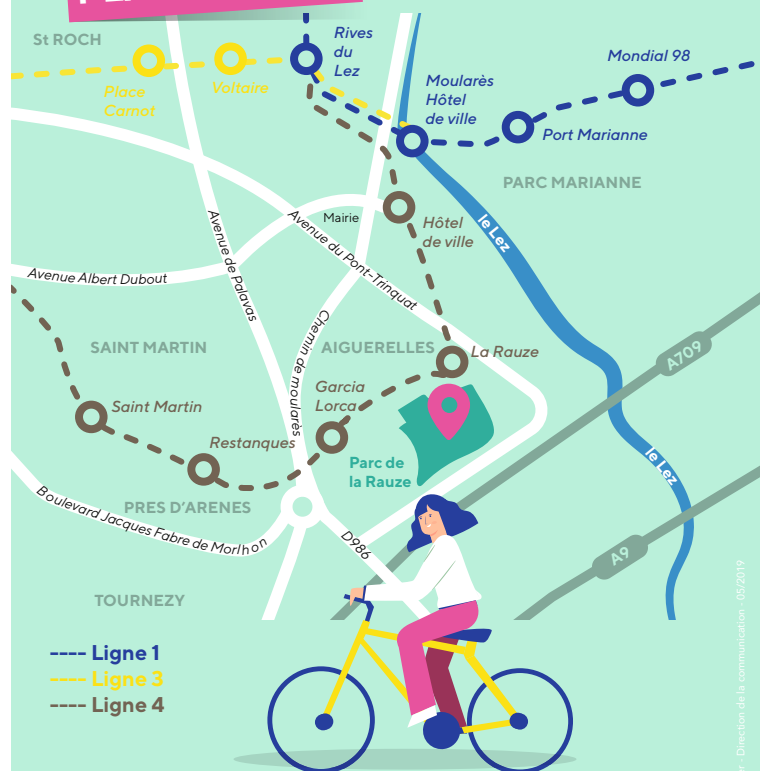 St ROCH
Rives
du
Lez
Mondial 98
Place
Carnot
Voltaire
Moularès
Hôtel
de ville
Port Marianne
PARC MARIANNE
Mairie
Hôtel
de ville
le Lez
Avenue de Palavas
Avenue du Pont-Trinquat
Avenue Albert Dubout
Chemin de moularès
SAINT MARTIN
AIGUERELLES
La Rauze
A709
Garcia
Lorca
Saint Martin
Restanques
Parc de
la Rauze
le Lez
PRES D'ARENES
Boulevard Jacques Fabre de Morlhon
D986
A9
TOURNEZY
---- Ligne 1
---- Ligne 3
---- Ligne 4
- Direction de la communication - 05/2019